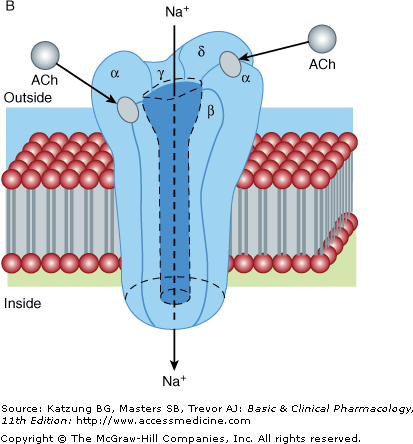 B
Na+
ACh
ACh
α
γ
δ
α
β
Outside
Inside
Na+
Source: Katzung BG, Masters SB, Trevor AJ: Basic & Clinical Pharmacology,
11th Edition: http://www.accessmedicine.com
Copyright © The McGraw-Hill Companies, Inc. All rights reserved.